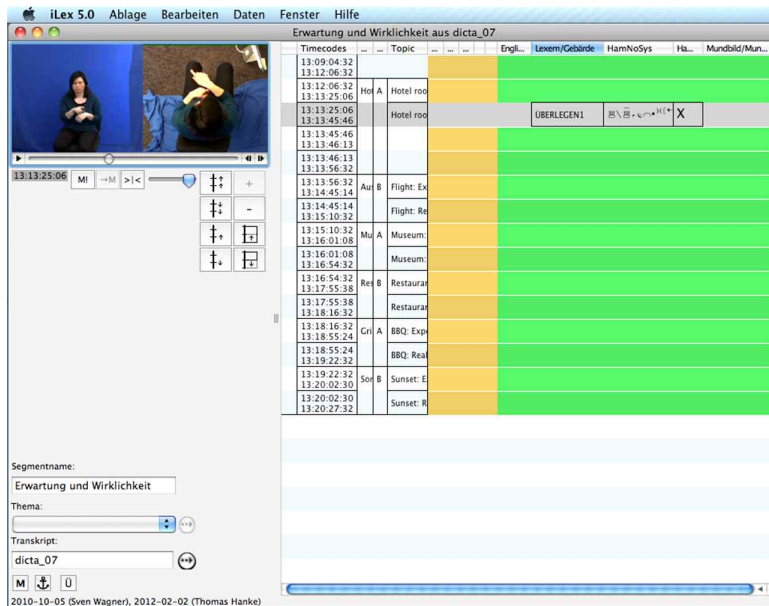 iLex 5.0 Ablage Bearbeiten Daten Fenster Hilfe
Erwartung und Wirklichkeit aus dicta_07
Timecodes ... ... Topic ... ... ... Engli... Lexem/Gebärde HamNoSys Ha... Mundbild/Mun...
13:09:04:32
13:12:06:32
13:12:06:32
13:13:25:06
Hot A Hotel roo
13:13:25:06
13:13:45:46
Hotel roo ÜBERLEGEN1 X
13:13:45:46
13:13:46:13
13:13:46:13
13:13:56:32
13:13:56:32
13:14:45:14
Aus B Flight: Ex
13:14:45:14
13:15:10:32
Flight: Re
13:15:10:32
13:16:01:08
Mu A Museum:
13:16:01:08
13:16:54:32
Museum:
13:16:54:32
13:17:55:38
Res B Restaurar
13:17:55:38
13:18:16:32
Restaurar
13:18:16:32
13:18:55:24
Gri A BBQ: Expe
13:18:55:24
13:19:22:32
BBQ: Real
13:19:22:32
13:20:02:30
Son B Sunset: E
13:20:02:30
13:20:27:32
Sunset: R
13:13:25:06 M! →M >|< + -
Segmentname:
Erwartung und Wirklichkeit
Thema:
Transkript:
dicta_07
M Ü
2010-10-05 (Sven Wagner), 2012-02-02 (Thomas Hanke)